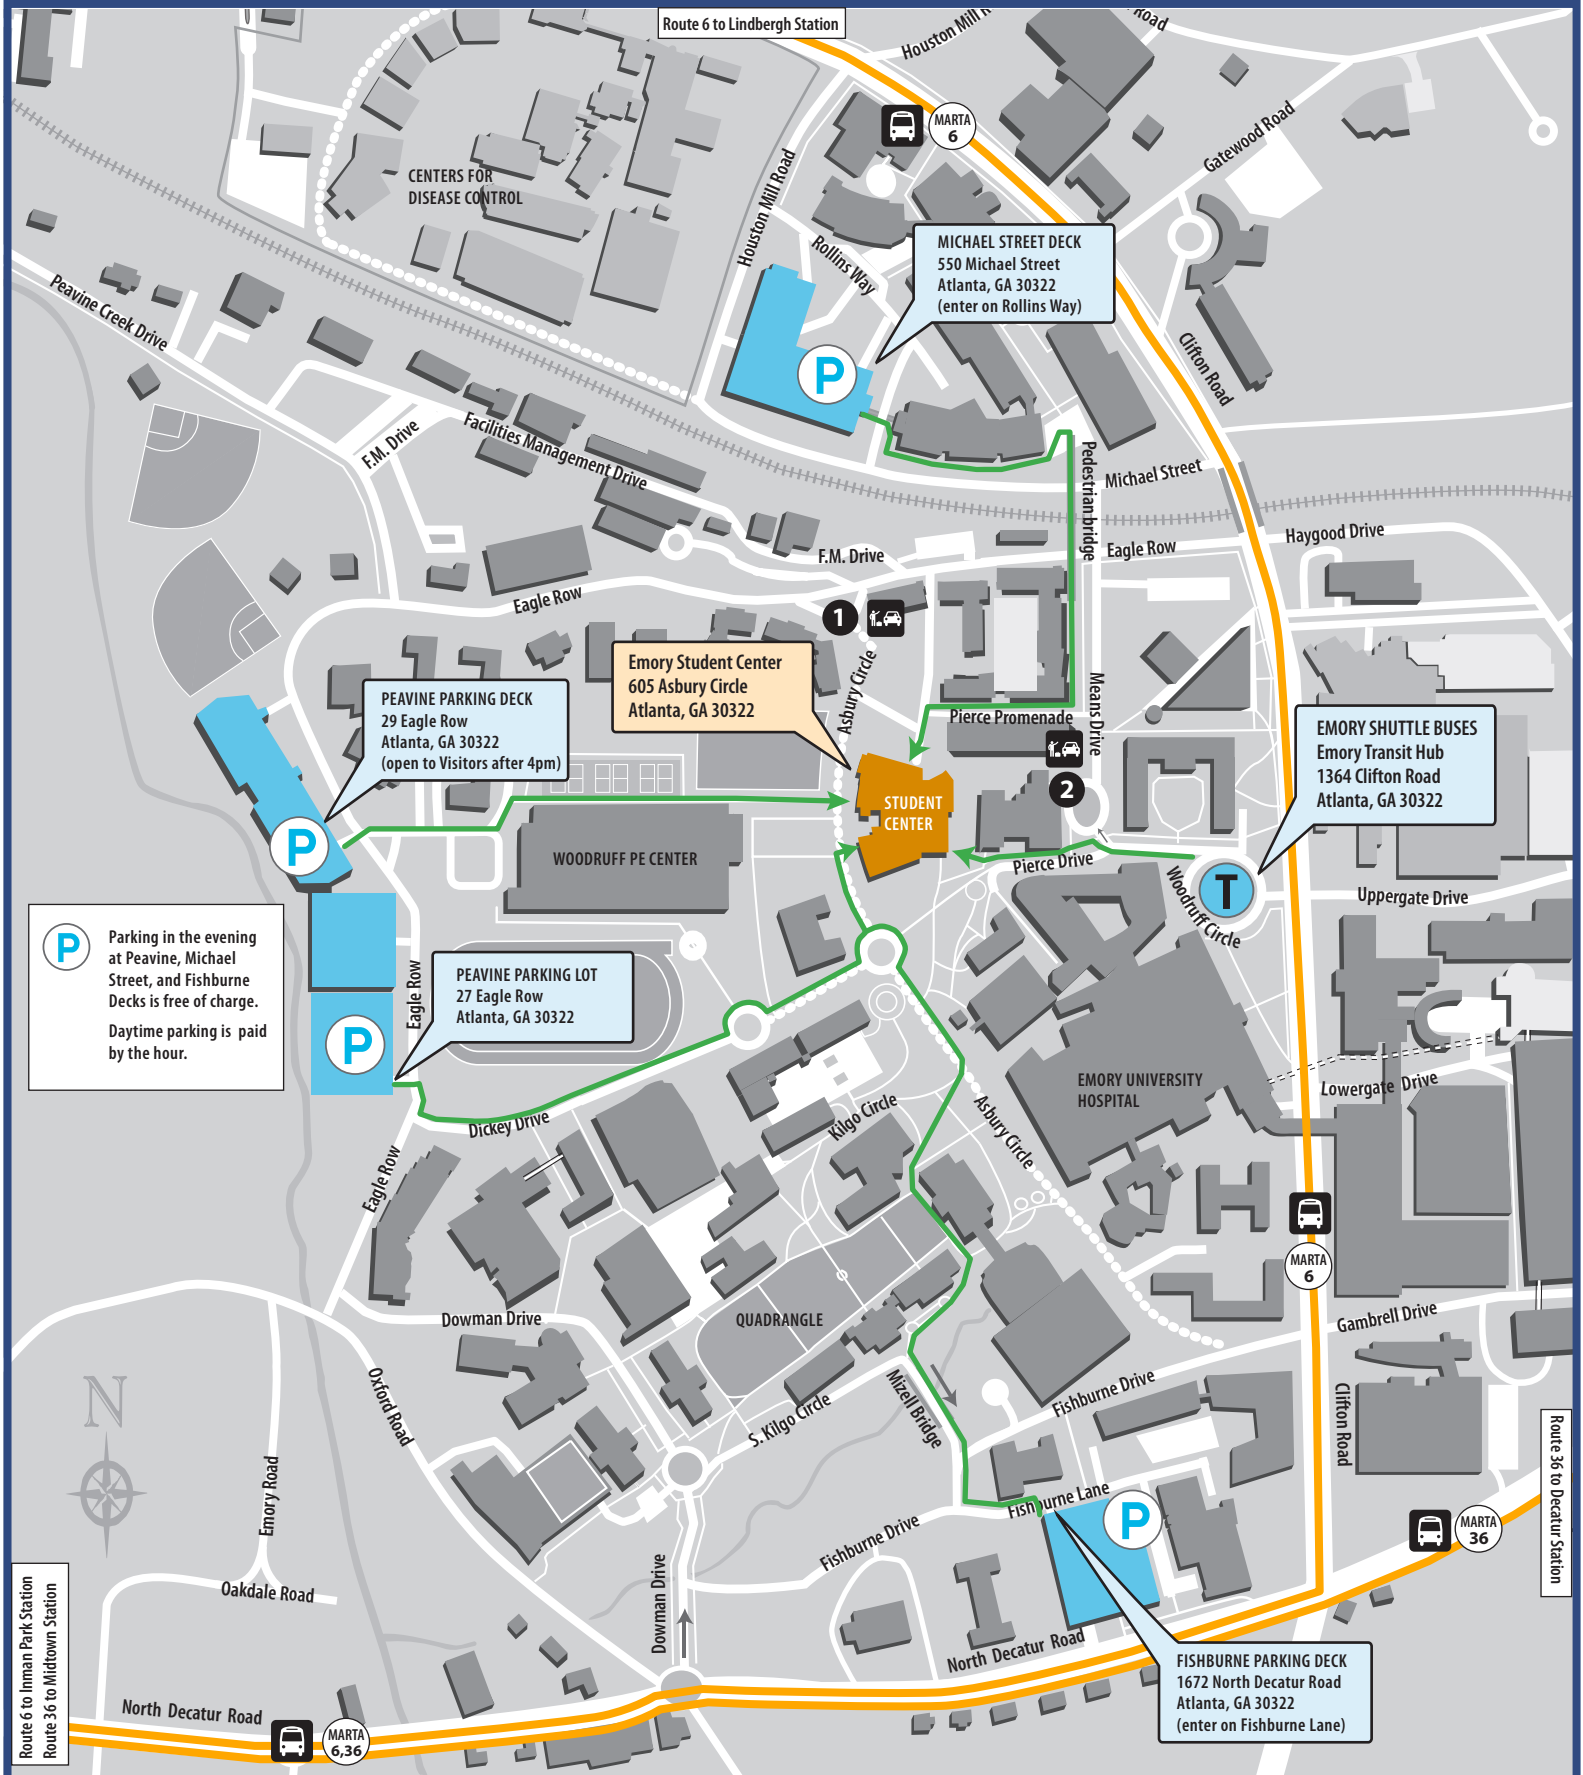 Route 6 to Lindbergh Station
Houston Mill R
Road
MARTA
6
Gatewood Road
CENTERS FOR
DISEASE CONTROL
Houston Mill Road
Rollins Way
MICHAEL STREET DECK
550 Michael Street
Atlanta, GA 30322
(enter on Rollins Way)
Peavine Creek Drive
Clifton Road
P
F.M. Drive
Facilities Management Drive
Pedestrian bridge
Michael Street
Haygood Drive
F.M. Drive
Eagle Row
Eagle Row
1
Emory Student Center
605 Asbury Circle
Atlanta, GA 30322
Asbury Circle
Means Drive
Pierce Promenade
PEAVINE PARKING DECK
29 Eagle Row
Atlanta, GA 30322
(open to Visitors after 4pm)
EMORY SHUTTLE BUSES
Emory Transit Hub
1364 Clifton Road
Atlanta, GA 30322
2
STUDENT
CENTER
P
WOODRUFF PE CENTER
Pierce Drive
T
Woodruff Circle
Uppergate Drive
P
Parking in the evening
at Peavine, Michael
Street, and Fishburne
Decks is free of charge.
Daytime parking is paid
by the hour.
Eagle Row
PEAVINE PARKING LOT
27 Eagle Row
Atlanta, GA 30322
P
EMORY UNIVERSITY
HOSPITAL
Lowergate Drive
Dickey Drive
Kilgo Circle
Asbury Circle
Eagle Row
MARTA
6
Dowman Drive
QUADRANGLE
Gambrell Drive
N
Oxford Road
Mizell Bridge
Fishburne Drive
S. Kilgo Circle
Clifton Road
Route 36 to Decatur Station
Emory Road
Fishburne Lane
P
MARTA
36
Fishburne Drive
Oakdale Road
Dowman Drive
Route 6 to Inman Park Station
Route 36 to Midtown Station
North Decatur Road
FISHBURNE PARKING DECK
1672 North Decatur Road
Atlanta, GA 30322
(enter on Fishburne Lane)
North Decatur Road
MARTA
6,36